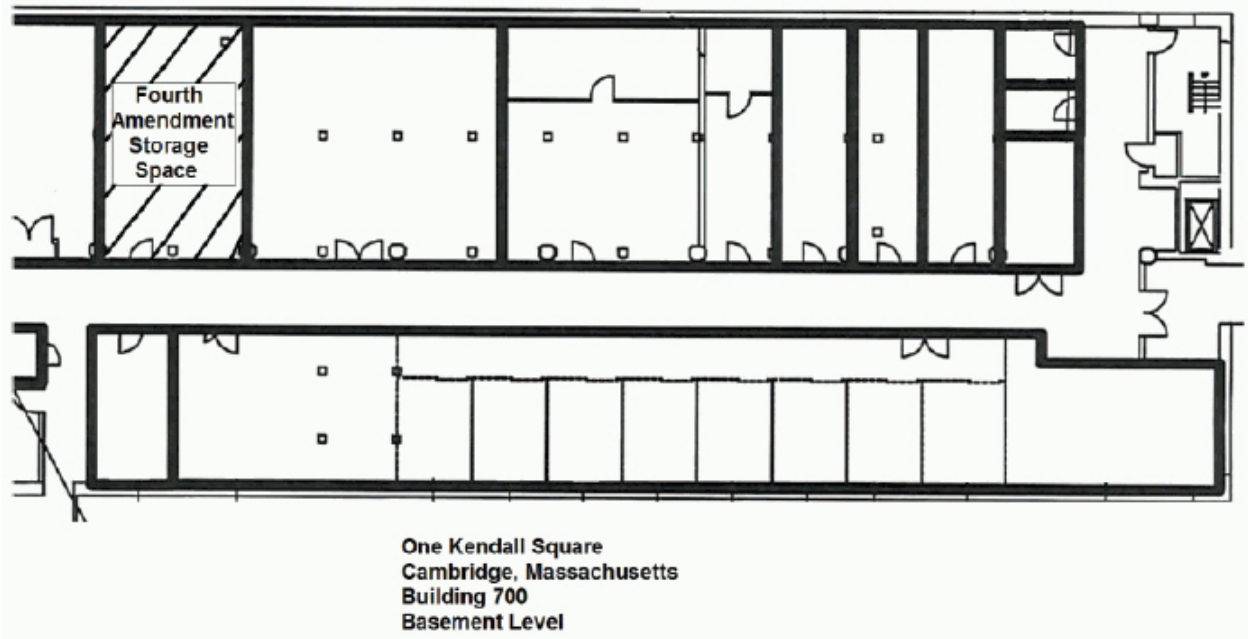 Fourth
Amendment
Storage
Space
One Kendall Square
Cambridge, Massachusetts
Building 700
Basement Level